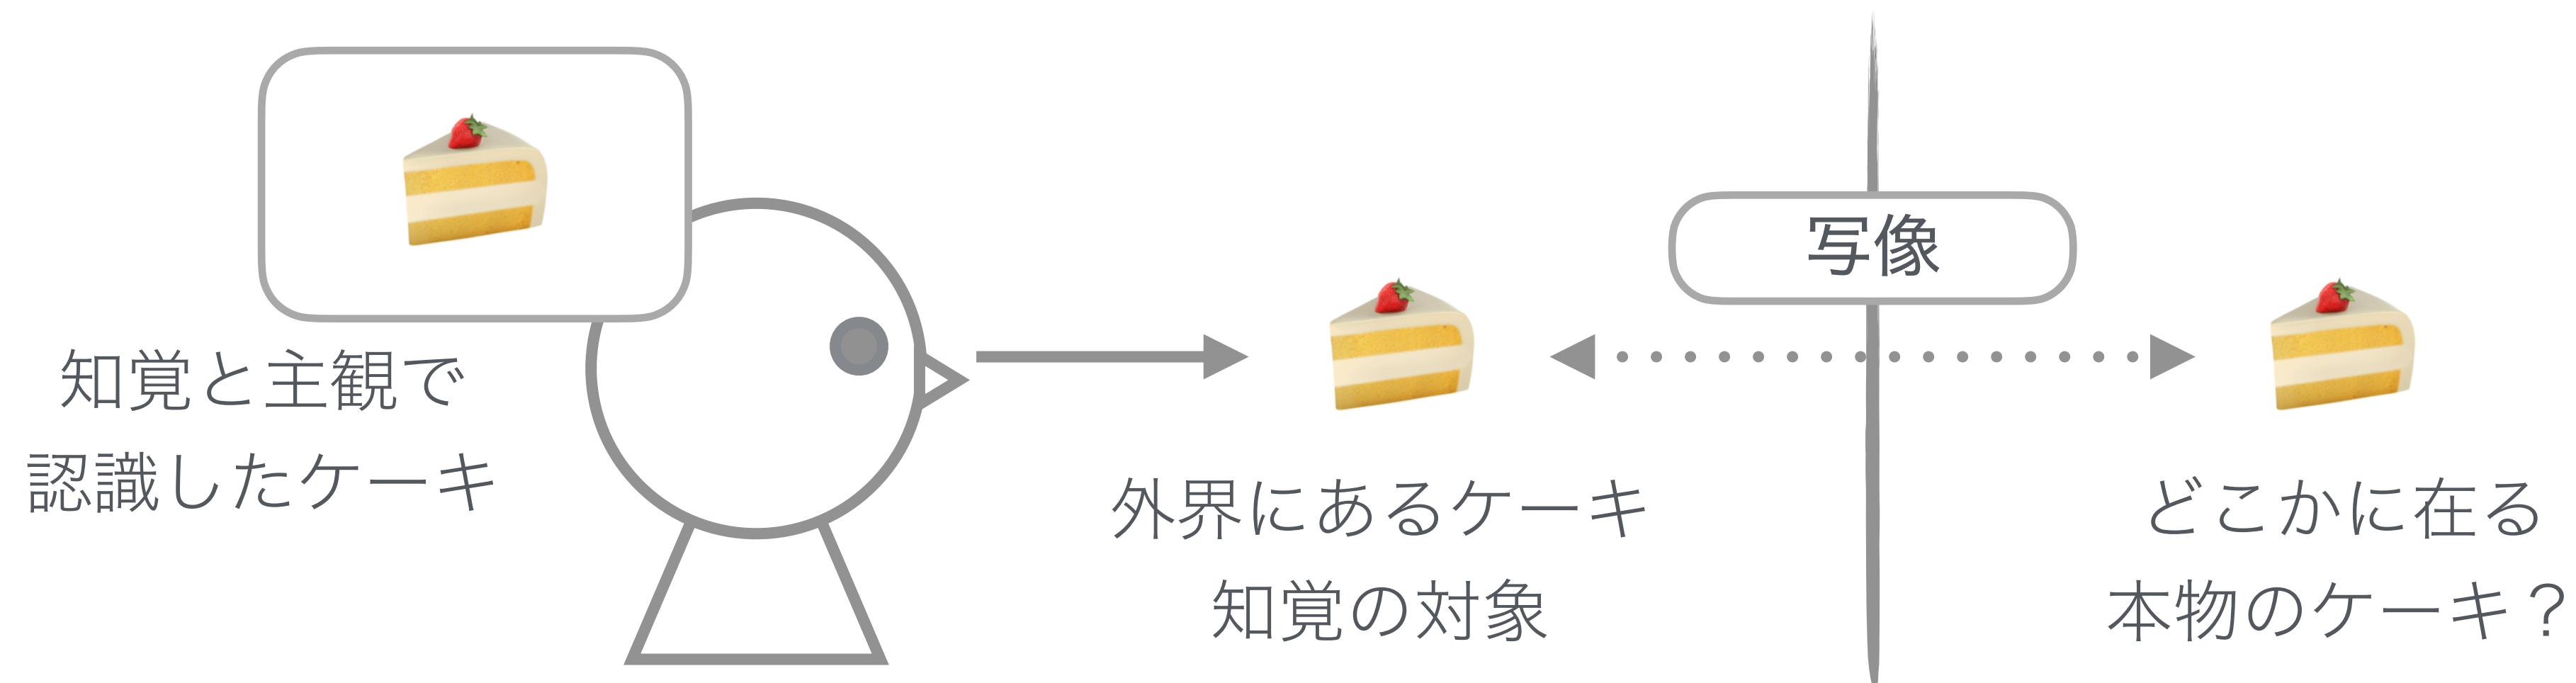 知覚と主観で
認識したケーキ
外界にあるケーキ
知覚の対象
写像
どこかに在る
本物のケーキ？